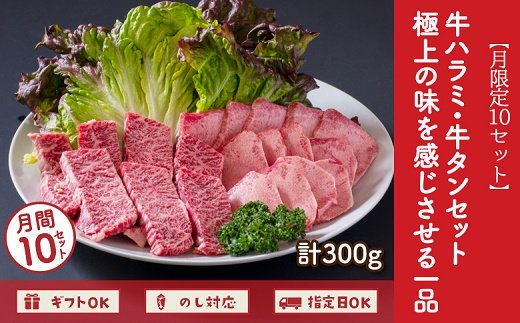 【月限定10セット】
牛ハラミ・牛タンセット
極上の味を感じさせる一品
月間
10セット
計300g
ギフトOK
のし対応
指定日OK